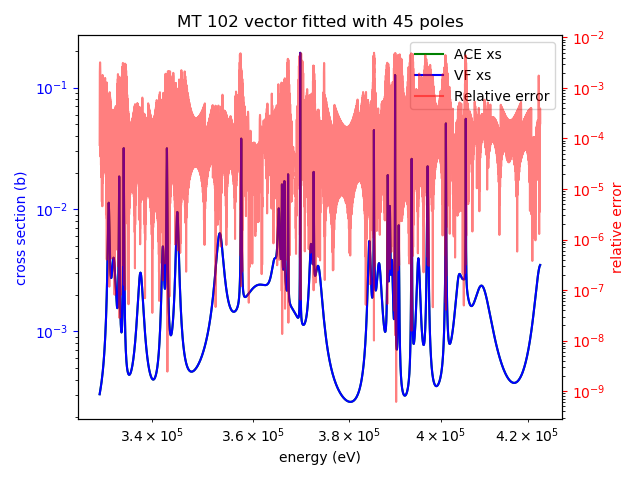 MT 102 vector fitted with 45 poles
ACE xs
VF xs
Relative error
10⁻¹
10⁻²
10⁻³
cross section (b)
10⁻²
10⁻³
10⁻⁴
10⁻⁵
10⁻⁶
10⁻⁷
10⁻⁸
10⁻⁹
relative error
3.4 × 10⁵
3.6 × 10⁵
3.8 × 10⁵
4 × 10⁵
4.2 × 10⁵
energy (eV)